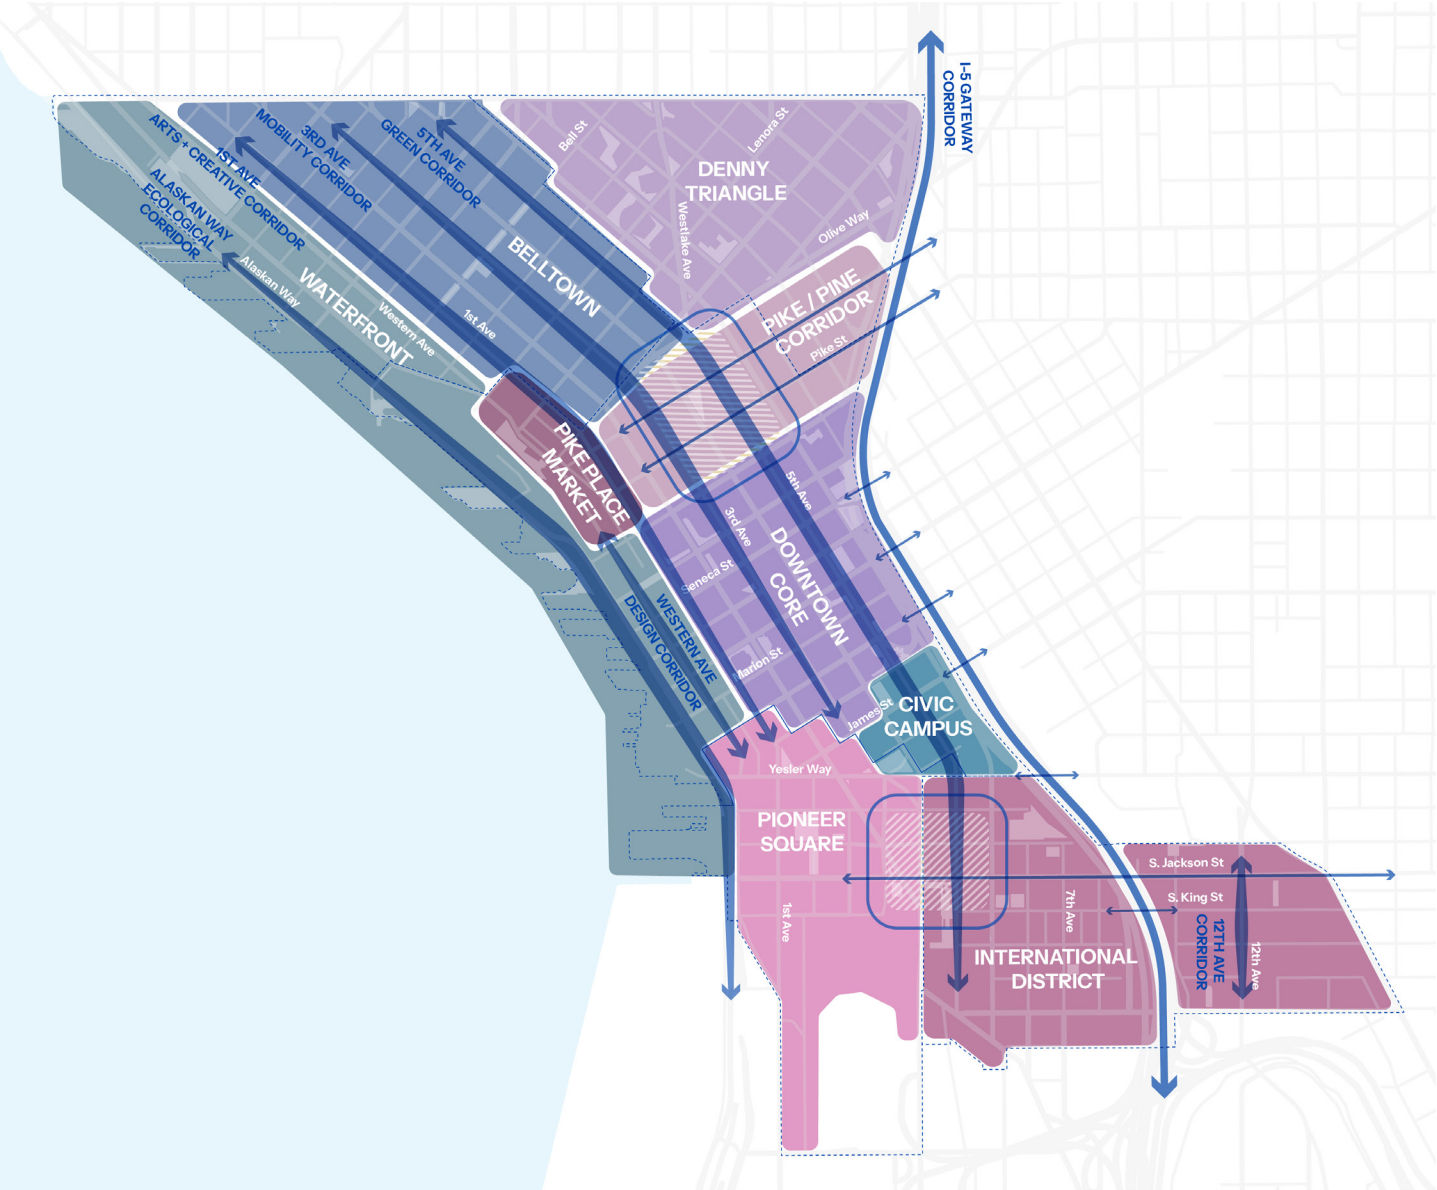 I-5 GATEWAY
CORRIDOR
ARTS + CREATIVE CORRIDOR
1ST AVE
MOBILITY CORRIDOR
3RD AVE
GREEN CORRIDOR
5TH AVE
ALASKAN WAY
ECOLOGICAL
CORRIDOR
Bell St
Lenora St
DENNY
TRIANGLE
Westlake Ave
Olive Way
BELLTOWN
WATERFRONT
Alaskan Way
Western Ave
1st Ave
PIKE / PINE
CORRIDOR
Pike St
PIKE PLACE
MARKET
5th Ave
3rd Ave
Seneca St
DOWNTOWN
CORE
WESTERN AVE
DESIGN CORRIDOR
Marion St
James St
CIVIC
CAMPUS
Yesler Way
PIONEER
SQUARE
1st Ave
7th Ave
INTERNATIONAL
DISTRICT
S. Jackson St
S. King St
12TH AVE
CORRIDOR
12th Ave